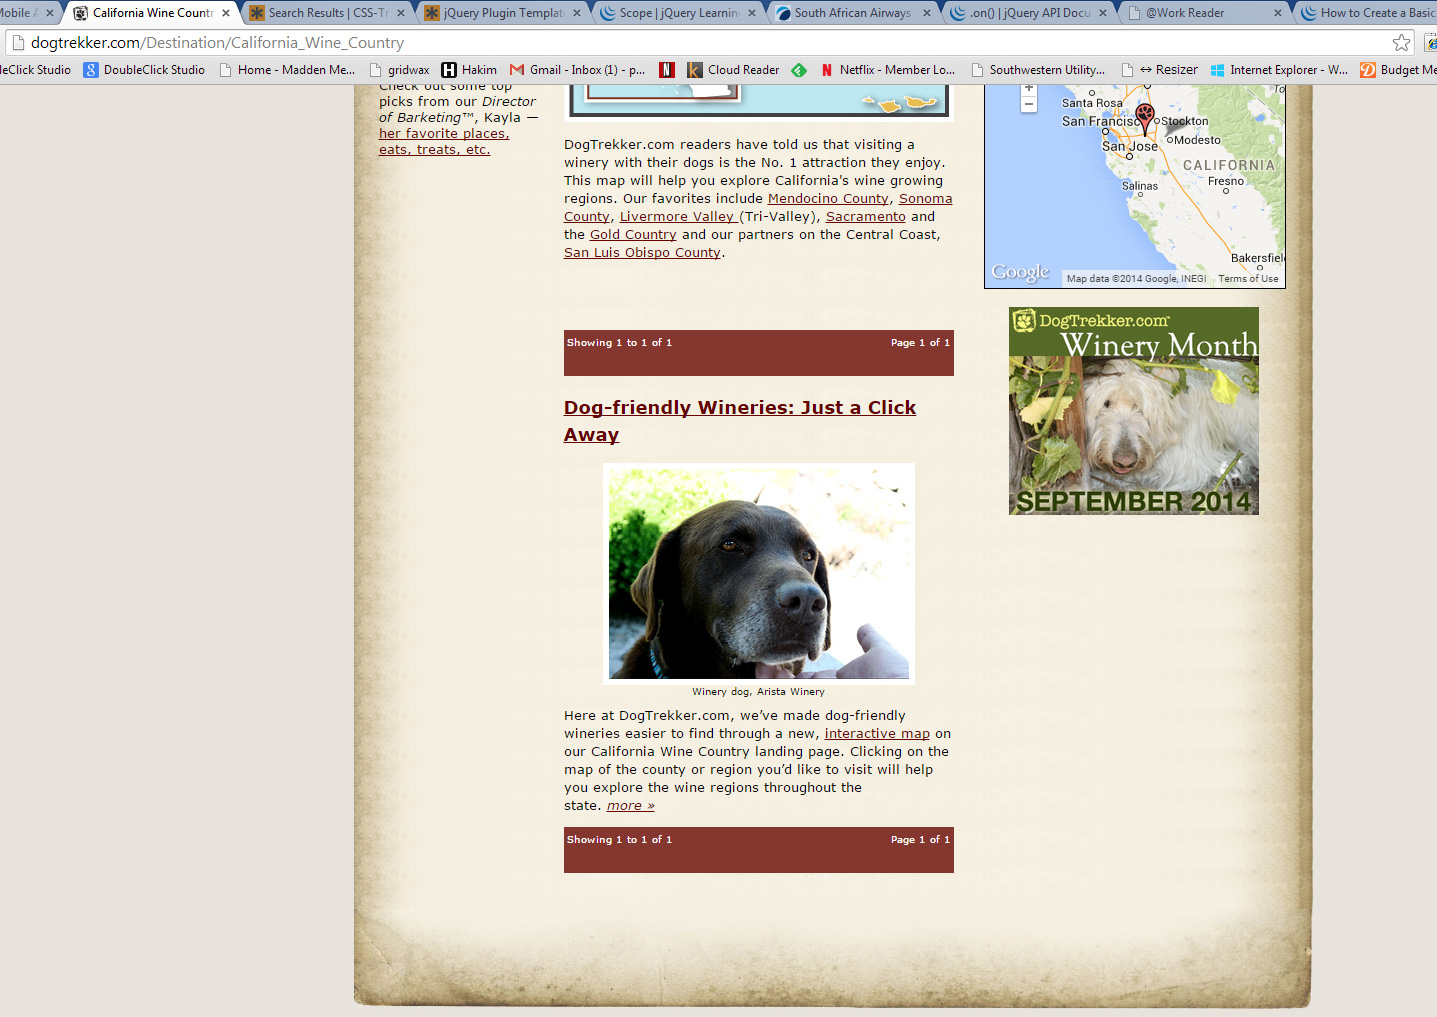 Mobile A
California Wine Countr
Search Results | CSS-Tr
jQuery Plugin Templat
Scope | jQuery Learnin
South African Airways
.on() | jQuery API Docu
@Work Reader
How to Create a Basic
dogtrekker.com/Destination/California_Wine_Country
leClick Studio
DoubleClick Studio
Home - Madden Me...
gridwax
Hakim
Gmail - Inbox (1) - p...
Cloud Reader
Netflix - Member Lo...
Southwestern Utility...
↔ Resizer
Internet Explorer - W...
Budget Me
Check out some top
picks from our Director
of Barketing™, Kayla —
her favorite places,
eats, treats, etc.
DogTrekker.com readers have told us that visiting a
winery with their dogs is the No. 1 attraction they enjoy.
This map will help you explore California's wine growing
regions. Our favorites include Mendocino County, Sonoma
County, Livermore Valley (Tri-Valley), Sacramento and
the Gold Country and our partners on the Central Coast,
San Luis Obispo County.
Showing 1 to 1 of 1
Page 1 of 1
Dog-friendly Wineries: Just a Click
Away
Winery dog, Arista Winery
Here at DogTrekker.com, we’ve made dog-friendly
wineries easier to find through a new, interactive map on
our California Wine Country landing page. Clicking on the
map of the county or region you’d like to visit will help
you explore the wine regions throughout the
state. more »
Showing 1 to 1 of 1
Page 1 of 1
Santa Rosa
San Francisc
Stockton
Modesto
San Jose
CALIFORNIA
Salinas
Fresno
Bakersfiel
Google
Map data ©2014 Google, INEGI
Terms of Use
DogTrekker.com™
Winery Month
SEPTEMBER 2014